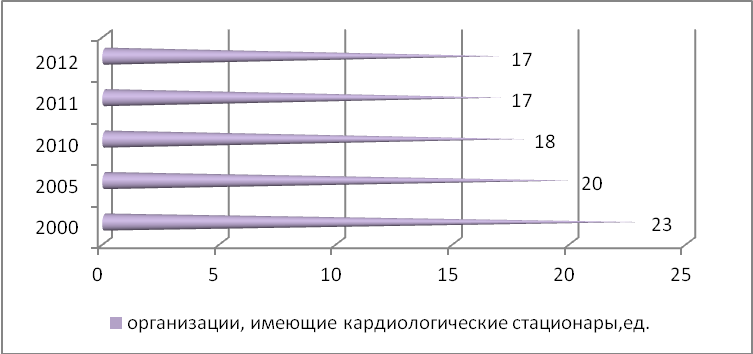 2012 17
2011 17
2010 18
2005 20
2000 23
0 5 10 15 20 25
организации, имеющие кардиологические стационары,ед.